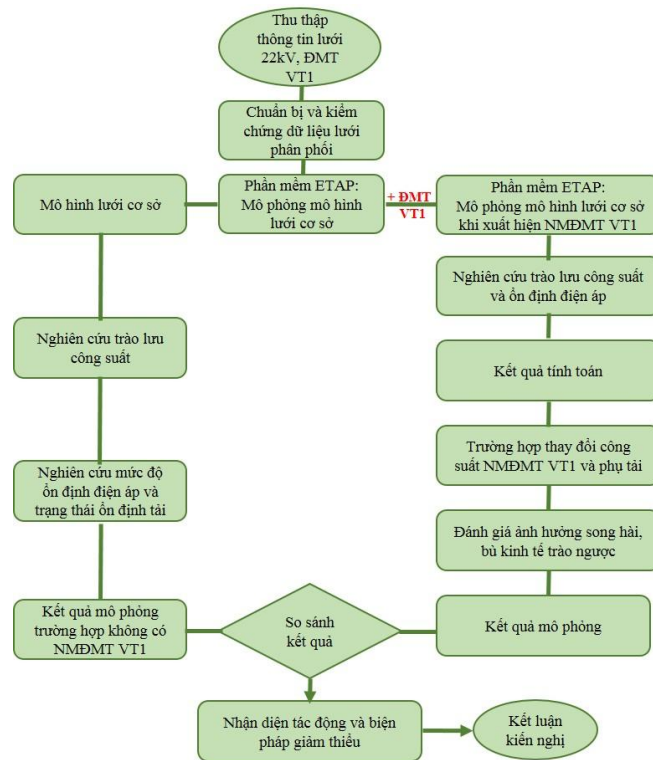 Thu thập
thông tin lưới
22kV, ĐMT
VT1
Chuẩn bị và kiểm
chứng dữ liệu lưới
phân phối
Mô hình lưới cơ sở
Phần mềm ETAP:
Mô phỏng mô hình
lưới cơ sở
+ ĐMT
VT1
Phần mềm ETAP:
Mô phỏng mô hình lưới cơ sở
khi xuất hiện NMĐMT VT1
Nghiên cứu trào lưu công suất
và ổn định điện áp
Nghiên cứu trào lưu
công suất
Kết quả tính toán
Trường hợp thay đổi công
suất NMĐMT VT1 và phụ tải
Nghiên cứu mức độ
ổn định điện áp và
trạng thái ổn định tải
Đánh giá ảnh hưởng song hài,
bù kinh tế trào ngược
Kết quả mô phỏng
trường hợp không có
NMĐMT VT1
So sánh
kết quả
Kết quả mô phỏng
Nhận diện tác động và biện
pháp giảm thiểu
Kết luận
kiến nghị